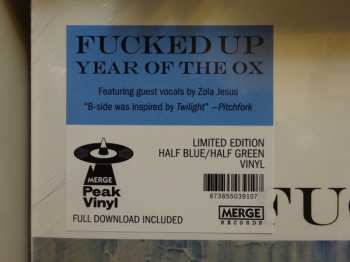 FUCKED UP
YEAR OF THE OX
Featuring guest vocals by Zola Jesus
"B-side was inspired by Twilight" —Pitchfork
LIMITED EDITION
HALF BLUE/HALF GREEN
VINYL
MERGE
Peak
Vinyl
673855039107
FULL DOWNLOAD INCLUDED
MERGE
RECORDS
FU